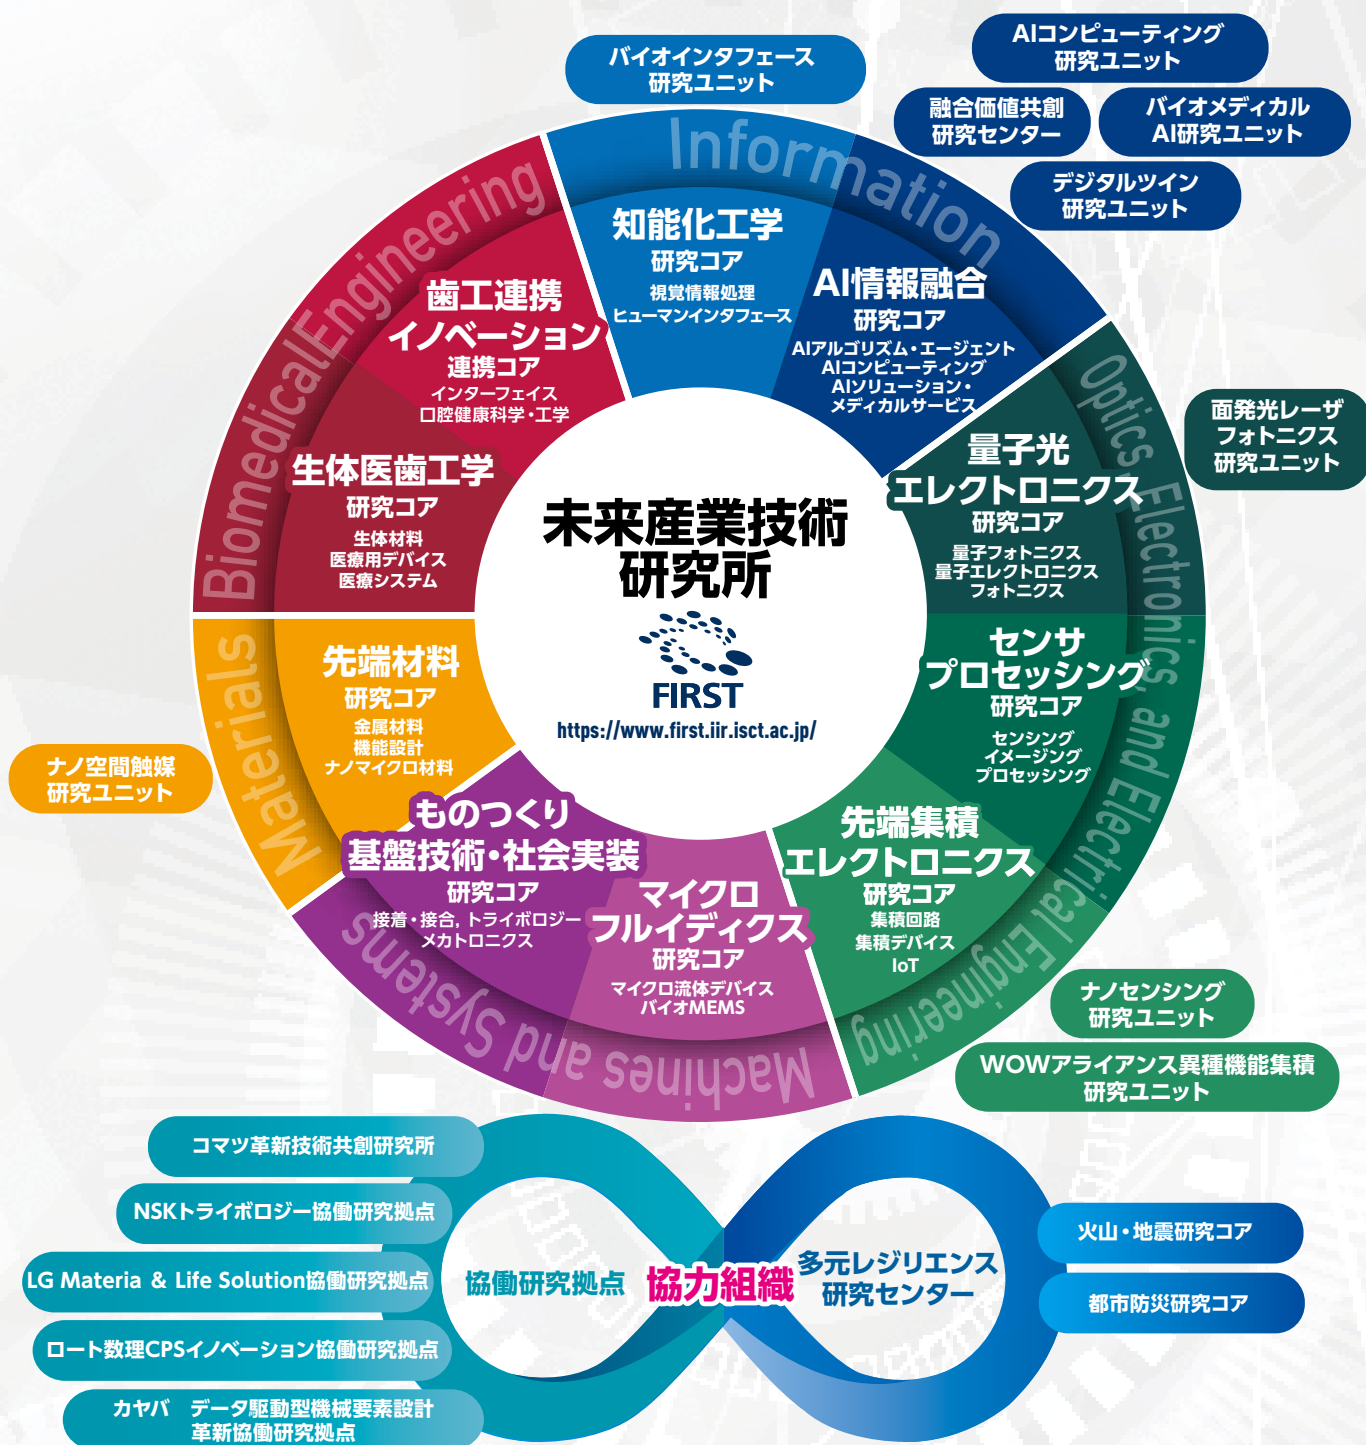 バイオインタフェース
研究ユニット
AIコンピューティング
研究ユニット
融合価値共創
研究センター
バイオメディカル
AI研究ユニット
デジタルツイン
研究ユニット
Information
知能化工学
研究コア
視覚情報処理
ヒューマンインタフェース
AI情報融合
研究コア
AIアルゴリズム・エージェント
AIコンピューティング
AIソリューション・
メディカルサービス
Biomedical Engineering
歯工連携
イノベーション
連携コア
インターフェイス
口腔健康科学・工学
生体医歯工学
研究コア
生体材料
医療用デバイス
医療システム
Optics, Electronics, and Electrical Engineering
面発光レーザ
フォトニクス
研究ユニット
量子光
エレクトロニクス
研究コア
量子フォトニクス
量子エレクトロニクス
フォトニクス
未来産業技術
研究所
FIRST
https://www.first.iir.isct.ac.jp/
センサ
プロセッシング
研究コア
センシング
イメージング
プロセッシング
Materials
先端材料
研究コア
金属材料
機能設計
ナノマイクロ材料
ナノ空間触媒
研究ユニット
ものつくり
基盤技術・社会実装
研究コア
接着・接合, トライボロジー
メカトロニクス
マイクロ
フルイディクス
研究コア
マイクロ流体デバイス
バイオMEMS
Machines and Systems
先端集積
エレクトロニクス
研究コア
集積回路
集積デバイス
IoT
ナノセンシング
研究ユニット
WOWアライアンス異種機能集積
研究ユニット
コマツ革新技術共創研究所
NSKトライボロジー協働研究拠点
LG Materia & Life Solution協働研究拠点
ロート数理CPSイノベーション協働研究拠点
カヤバ　データ駆動型機械要素設計
革新協働研究拠点
協働研究拠点
協力組織
多元レジリエンス
研究センター
火山・地震研究コア
都市防災研究コア